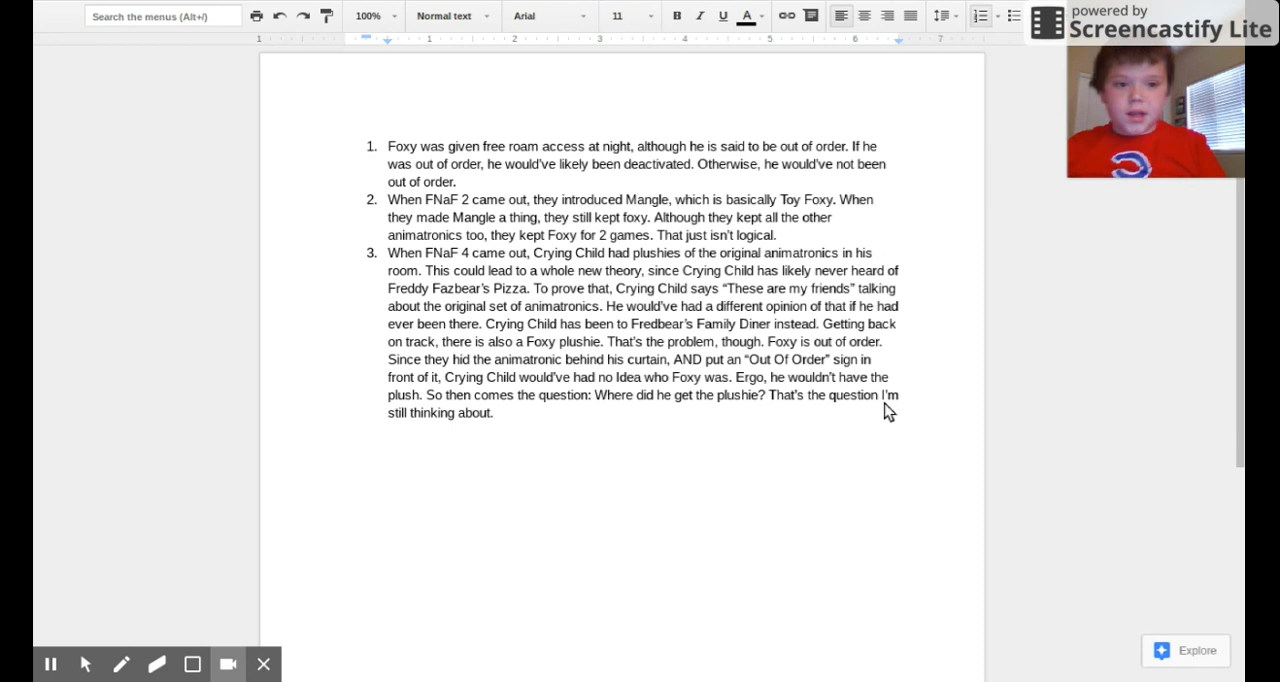 powered by
Screencastify Lite
Search the menus (Alt+/)
100%
Normal text
Arial
11
B I U A
1 1 2 3 4 5 6 7
1. Foxy was given free roam access at night, although he is said to be out of order. If he
was out of order, he would've likely been deactivated. Otherwise, he would've not been
out of order.
2. When FNaF 2 came out, they introduced Mangle, which is basically Toy Foxy. When
they made Mangle a thing, they still kept foxy. Although they kept all the other
animatronics too, they kept Foxy for 2 games. That just isn't logical.
3. When FNaF 4 came out, Crying Child had plushies of the original animatronics in his
room. This could lead to a whole new theory, since Crying Child has likely never heard of
Freddy Fazbear's Pizza. To prove that, Crying Child says “These are my friends” talking
about the original set of animatronics. He would've had a different opinion of that if he had
ever been there. Crying Child has been to Fredbear's Family Diner instead. Getting back
on track, there is also a Foxy plushie. That's the problem, though. Foxy is out of order.
Since they hid the animatronic behind his curtain, AND put an “Out Of Order” sign in
front of it, Crying Child would've had no Idea who Foxy was. Ergo, he wouldn't have the
plush. So then comes the question: Where did he get the plushie? That's the question I'm
still thinking about.
Explore